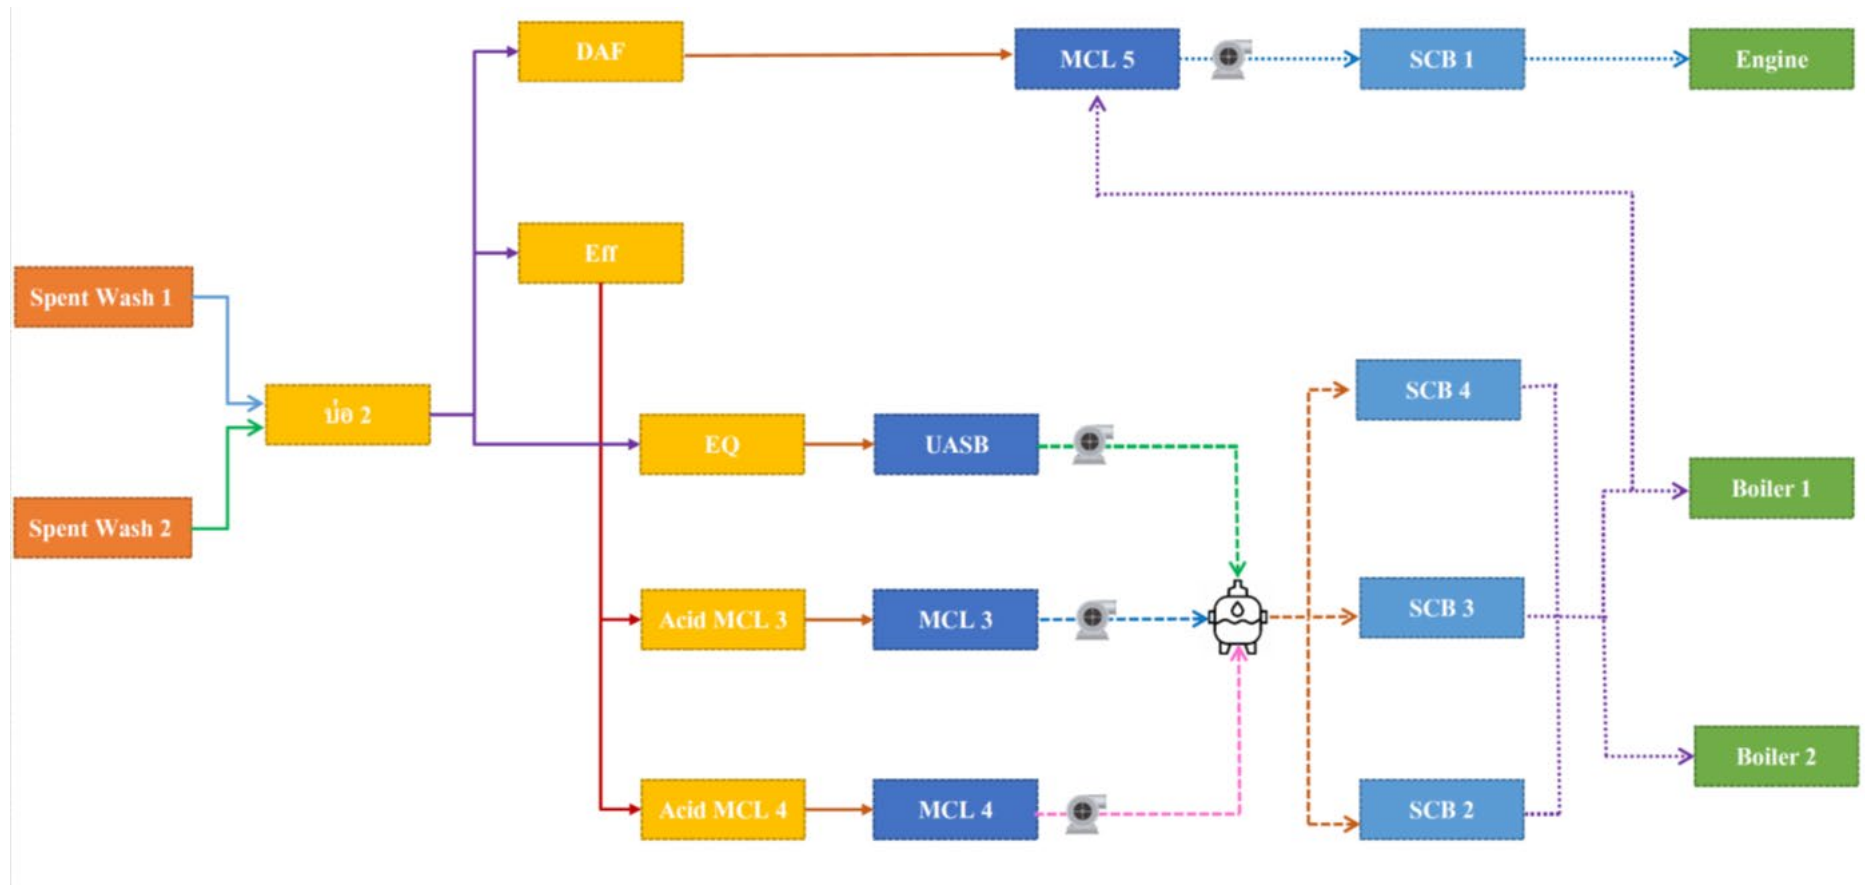 DAF
MCL 5
SCB 1
Engine
Eff
Spent Wash 1
บ่อ 2
Spent Wash 2
EQ
UASB
SCB 4
Boiler 1
Acid MCL 3
MCL 3
SCB 3
Boiler 2
Acid MCL 4
MCL 4
SCB 2